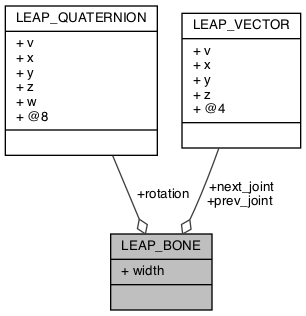 LEAP_QUATERNION
+ v
+ x
+ y
+ z
+ w
+ @8
LEAP_VECTOR
+ v
+ x
+ y
+ z
+ @4
+rotation
+next_joint
+prev_joint
LEAP_BONE
+ width